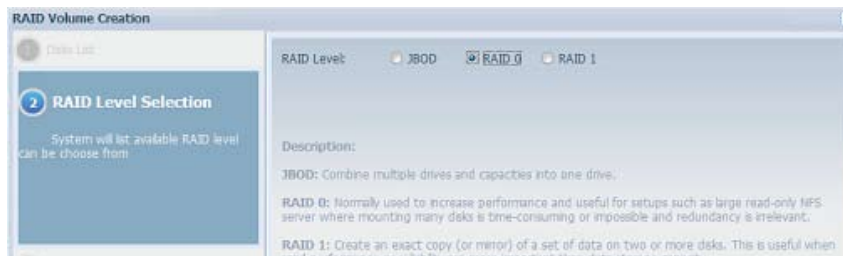 RAID Volume Creation
1 Disks List
2 RAID Level Selection
System will list available RAID level
can be choose from
RAID Level: JBOD RAID 0 RAID 1
Description:
JBOD: Combine multiple drives and capacities into one drive.
RAID 0: Normally used to increase performance and useful for setups such as large read-only NFS
server where mounting many disks is time-consuming or impossible and redundancy is irrelevant.
RAID 1: Create an exact copy (or mirror) of a set of data on two or more disks. This is useful when